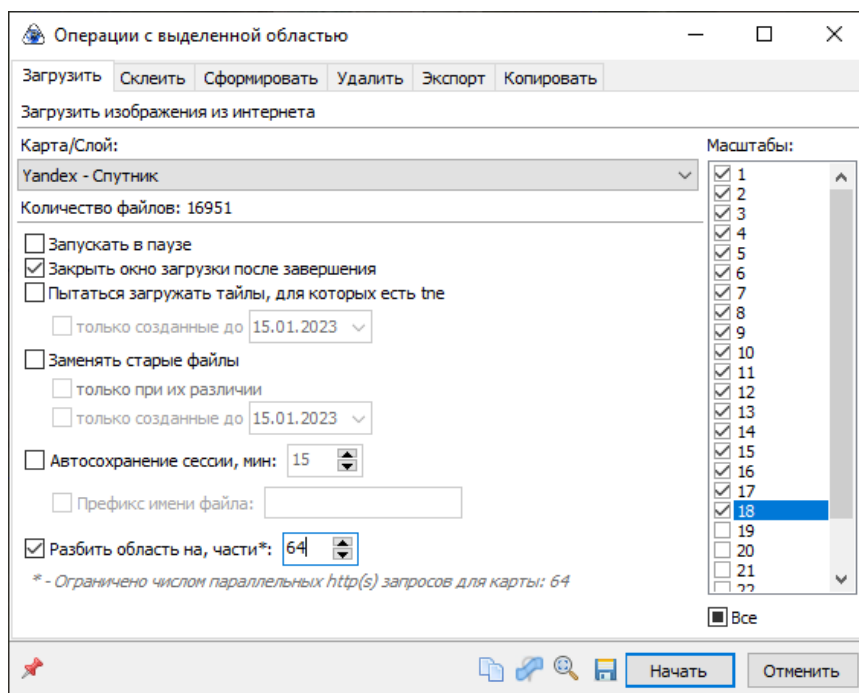 Операции с выделенной областью
Загрузить Склеить Сформировать Удалить Экспорт Копировать
Загрузить изображения из интернета
Карта/Слой:
Yandex - Спутник
Количество файлов: 16951
Запускать в паузе
Закрыть окно загрузки после завершения
Пытаться загружать тайлы, для которых есть tne
только созданные до 15.01.2023
Заменять старые файлы
только при их различии
только созданные до 15.01.2023
Автосохранение сессии, мин: 15
Префикс имени файла:
Разбить область на, части*: 64
* - Ограничено числом параллельных http(s) запросов для карты: 64
Масштабы:
1
2
3
4
5
6
7
8
9
10
11
12
13
14
15
16
17
18
19
20
21
22
Все
Начать Отменить